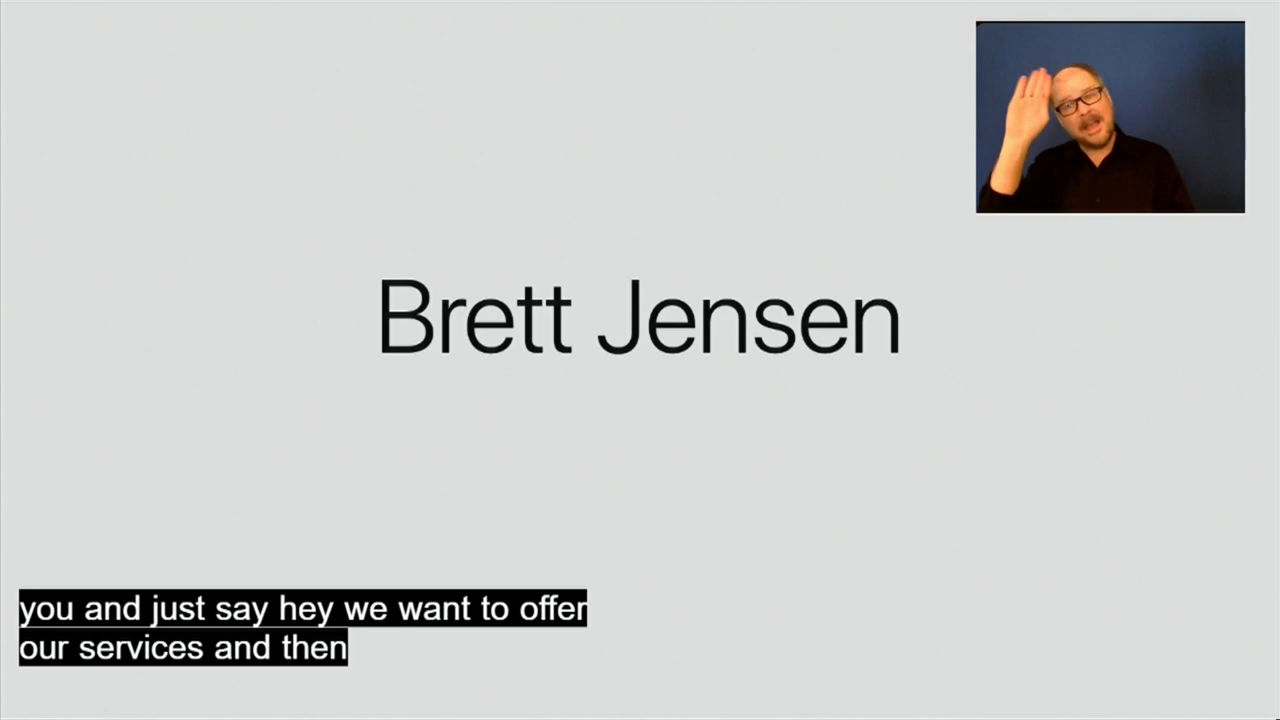 Brett Jensen
you and just say hey we want to offer
our services and then